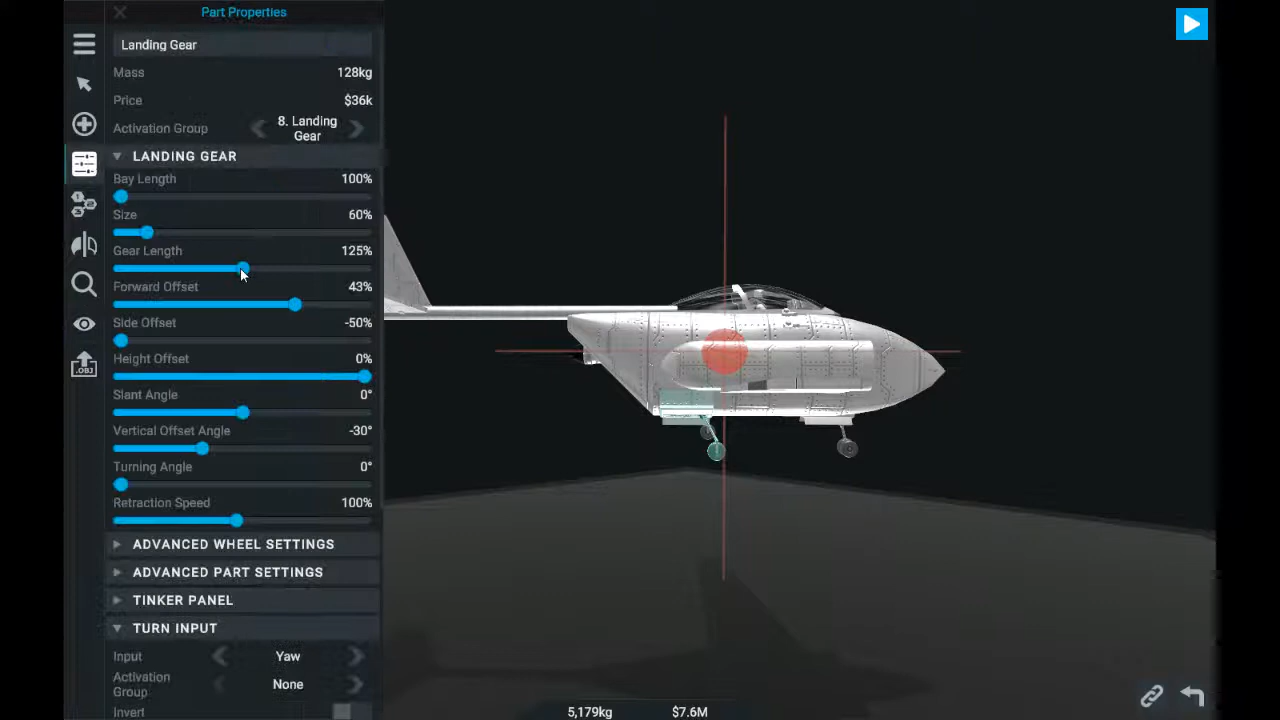 Part Properties
Landing Gear
Mass 128kg
Price $36k
Activation Group 8. Landing
Gear
LANDING GEAR
Bay Length 100%
Size 60%
Gear Length 125%
Forward Offset 43%
Side Offset -50%
Height Offset 0%
Slant Angle 0°
Vertical Offset Angle -30°
Turning Angle 0°
Retraction Speed 100%
ADVANCED WHEEL SETTINGS
ADVANCED PART SETTINGS
TINKER PANEL
TURN INPUT
Input Yaw
Activation
Group None
Invert
5,179kg $7.6M
.OBJ